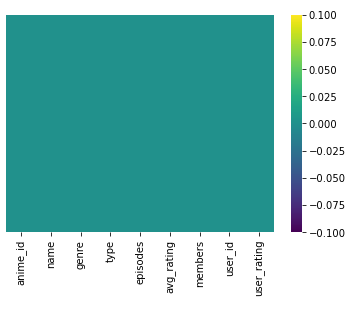 0.100
0.075
0.050
0.025
0.000
−0.025
−0.050
−0.075
−0.100
anime_id
name
genre
type
episodes
avg_rating
members
user_id
user_rating